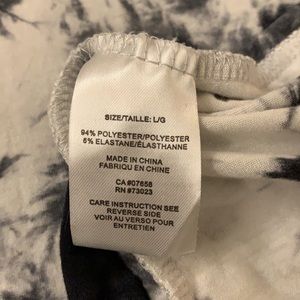 SIZE/TAILLE: L/G
94% POLYESTER/POLYESTER
6% ELASTANE/ÉLASTHANNE
MADE IN CHINA
FABRIQUÉ EN CHINE
CA #07656
RN #73023
CARE INSTRUCTION SEE
REVERSE SIDE
VOIR AU VERSO POUR
ENTRETIEN